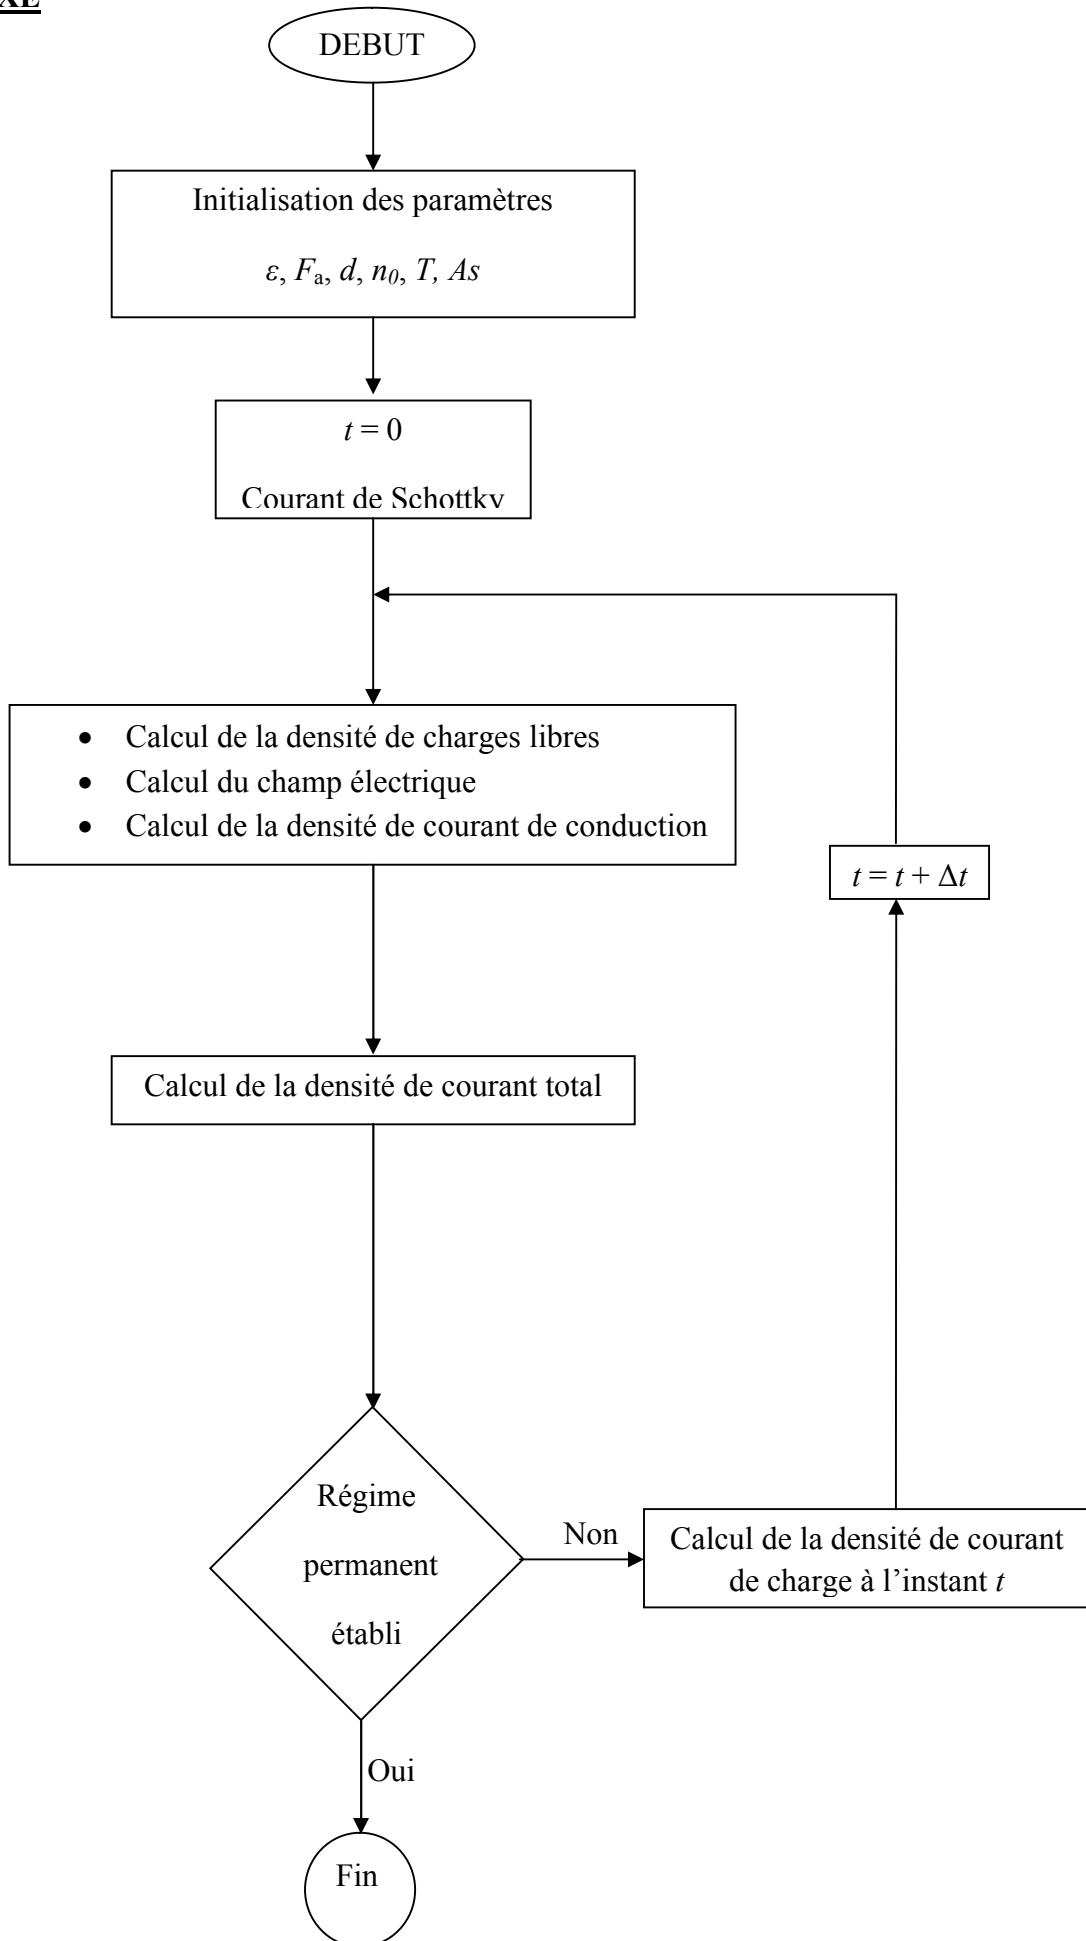 DEBUT
Initialisation des paramètres
ε, Fa, d, n0, T, As
t = 0
Courant de Schottky
• Calcul de la densité de charges libres
• Calcul du champ électrique
• Calcul de la densité de courant de conduction
t = t + Δt
Calcul de la densité de courant total
Régime
permanent
établi
Non
Calcul de la densité de courant
de charge à l’instant t
Oui
Fin